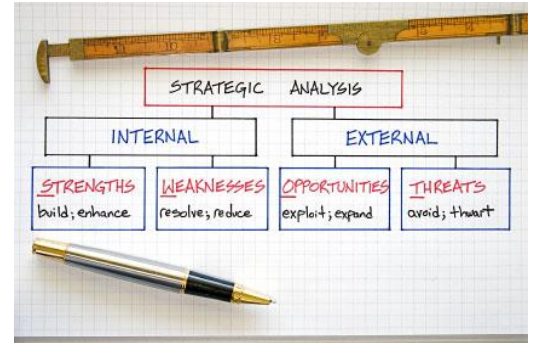 STRATEGIC ANALYSIS
INTERNAL EXTERNAL
STRENGTHS WEAKNESSES OPPORTUNITIES THREATS
build; enhance resolve; reduce exploit; expand avoid; thwart